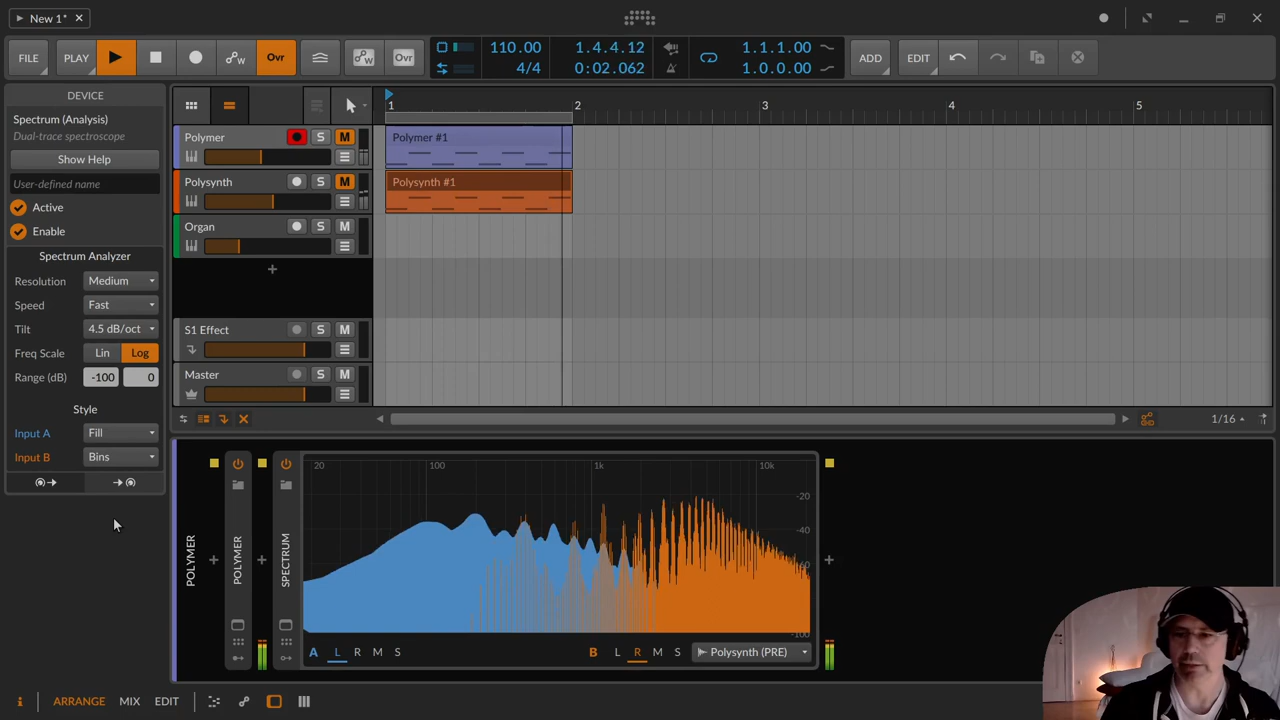 New 1* ×
FILE PLAY Ovr Ovr 110.00 1.4.4.12 1.1.1.00 ADD EDIT
4/4 0:02.062 1.0.0.00
DEVICE
Spectrum (Analysis)
Dual-trace spectroscope
Show Help
User-defined name
Active
Enable
Spectrum Analyzer
Resolution Medium
Speed Fast
Tilt 4.5 dB/oct
Freq Scale Lin Log
Range (dB) -100 0
Style
Input A Fill
Input B Bins
1 2 3 4 5
Polymer S M Polymer #1
Polysynth S M Polysynth #1
Organ S M
+
S1 Effect S M
Master S M
1/16
POLYMER + POLYMER + SPECTRUM +
20 100 1k 10k
-20
-40
-60
-100
A L R M S B L R M S Polysynth (PRE)
i ARRANGE MIX EDIT